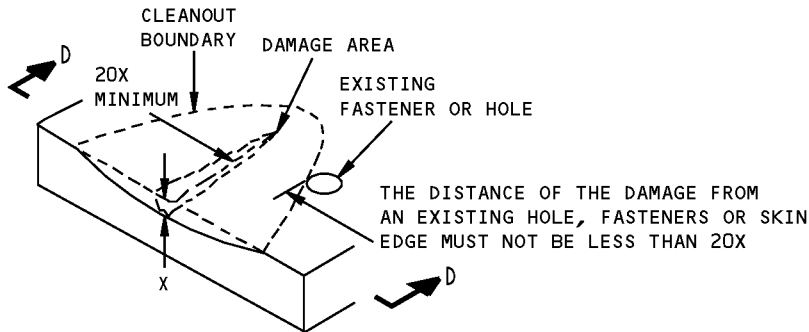 CLEANOUT
BOUNDARY
D
DAMAGE AREA
20X
MINIMUM
EXISTING
FASTENER OR HOLE
THE DISTANCE OF THE DAMAGE FROM
AN EXISTING HOLE, FASTENERS OR SKIN
EDGE MUST NOT BE LESS THAN 20X
X
D